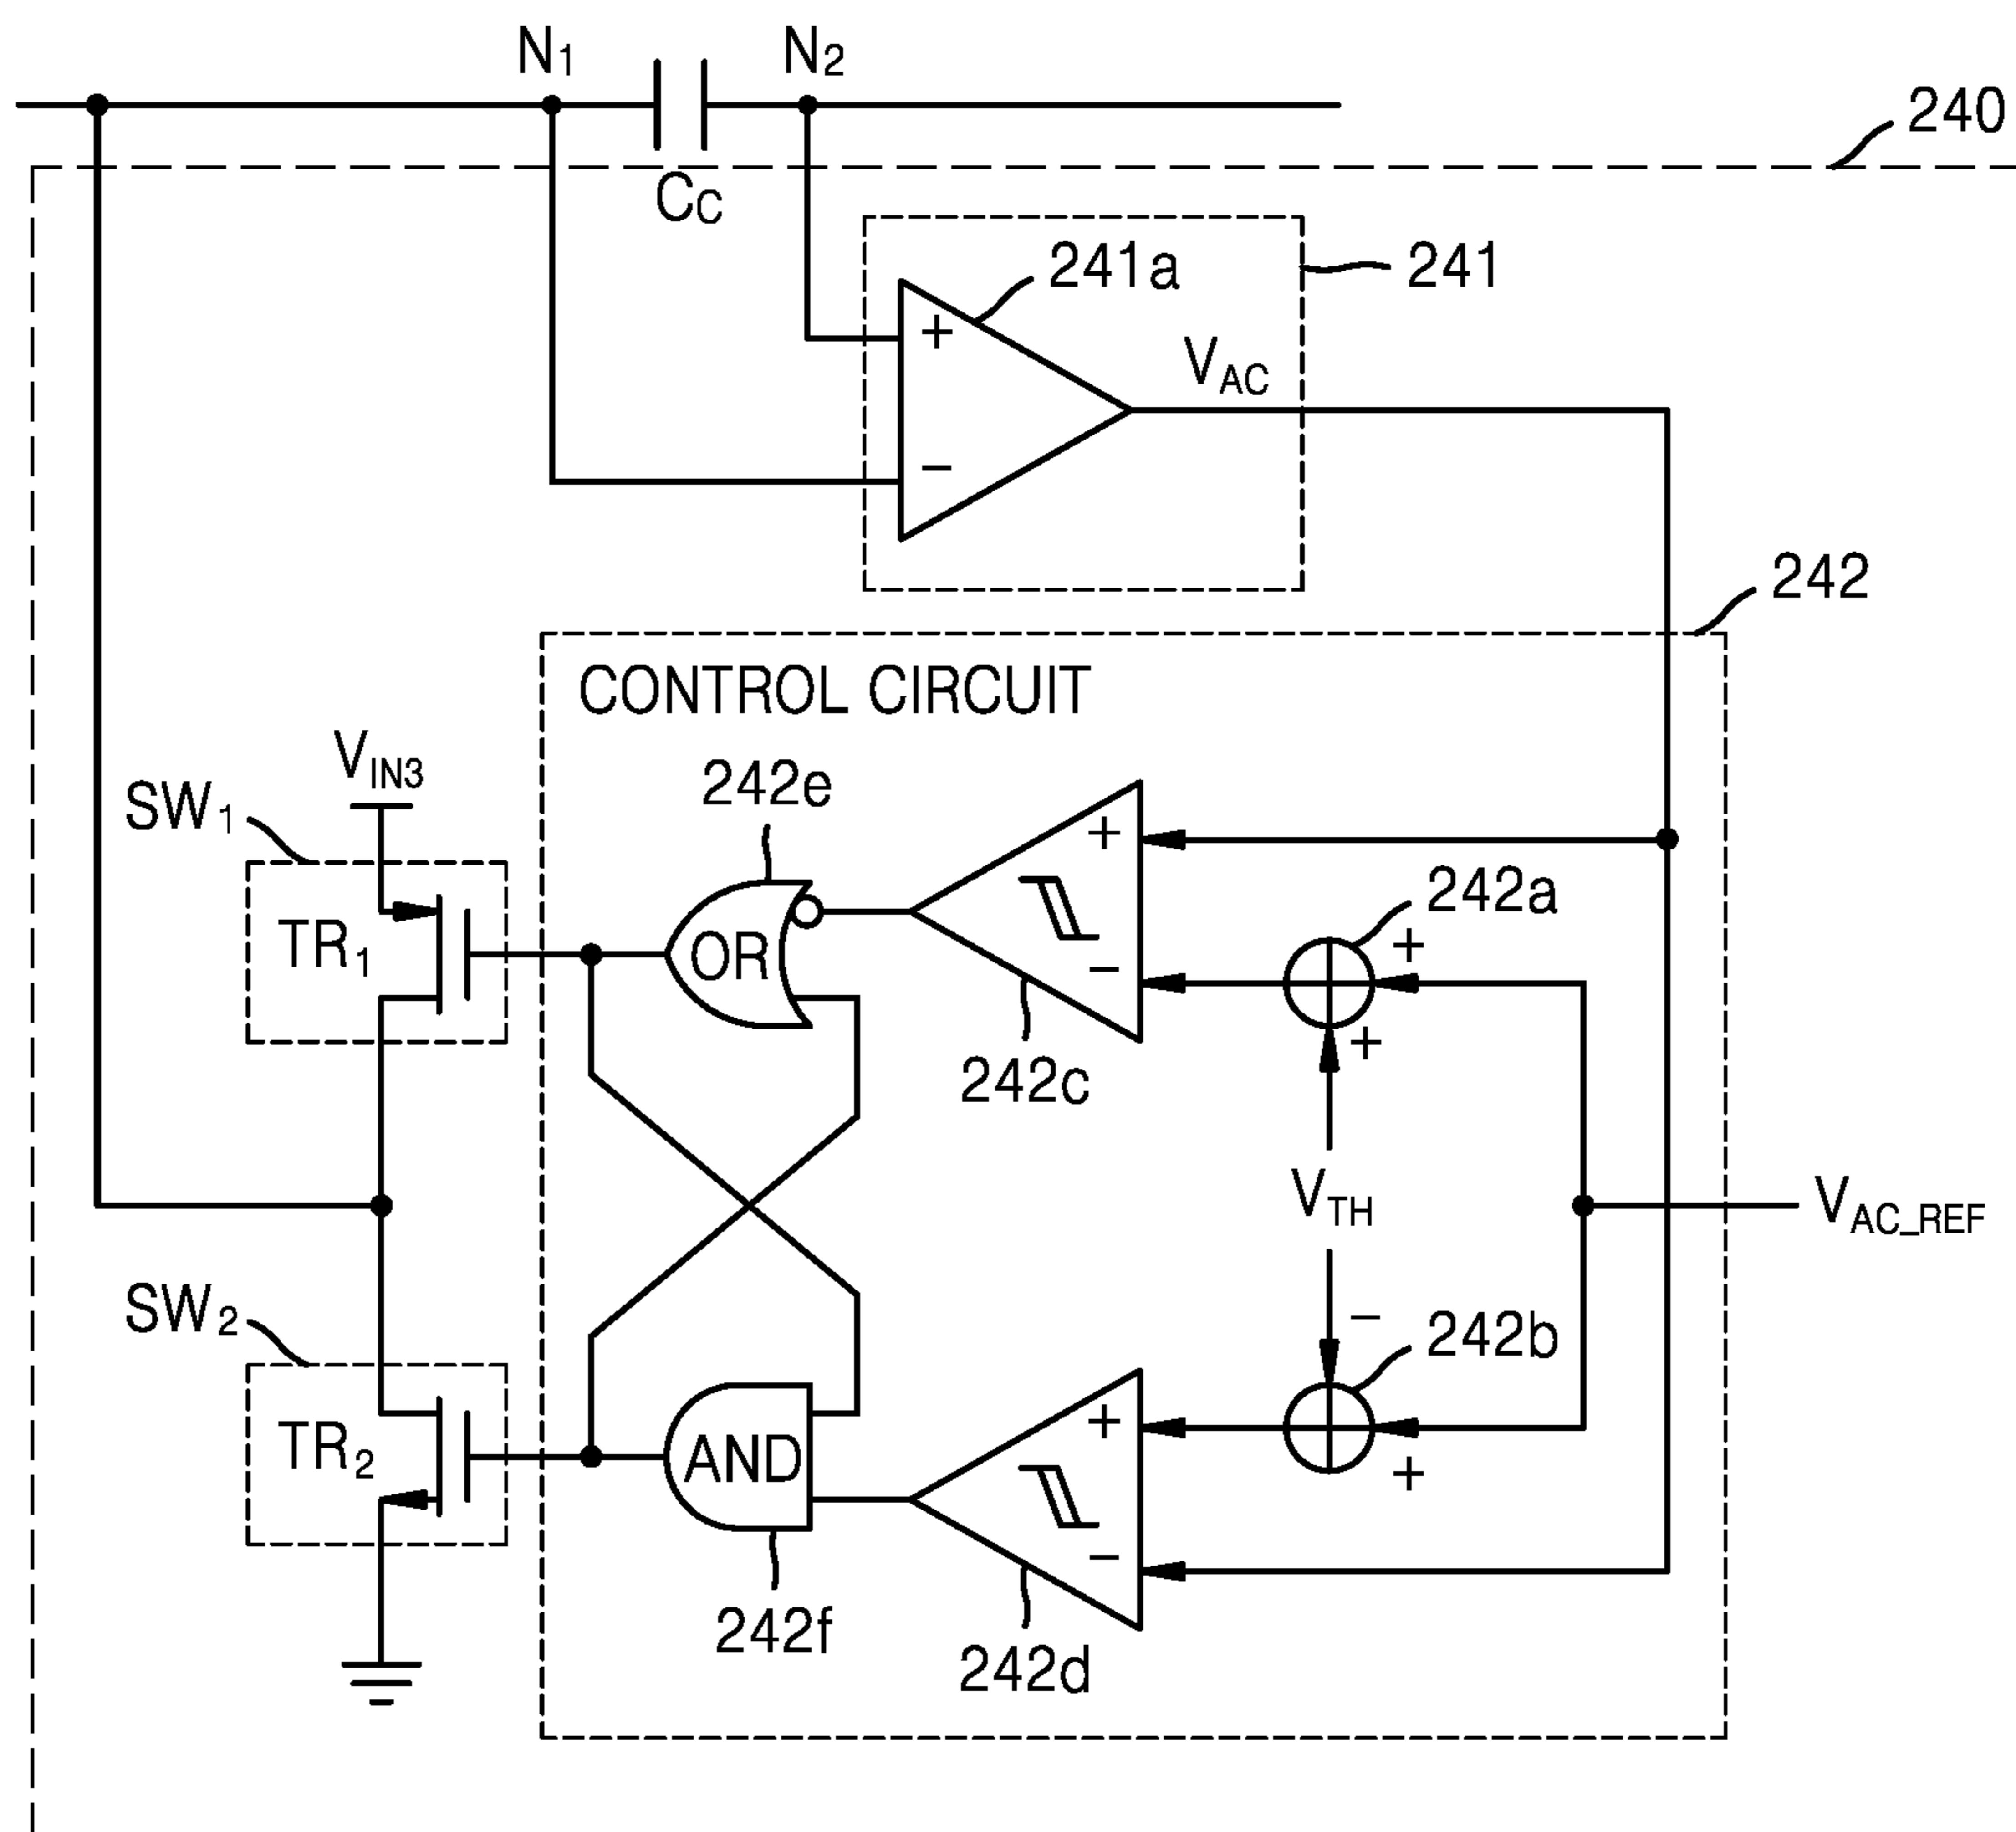 N1
N2
240
CC
241a
241
VAC
242
CONTROL CIRCUIT
VIN3
SW1
242e
+
−
TR1
OR
+
−
242a
+
+
242c
VTH
VAC_REF
SW2
−
242b
+
TR2
AND
+
−
242f
242d